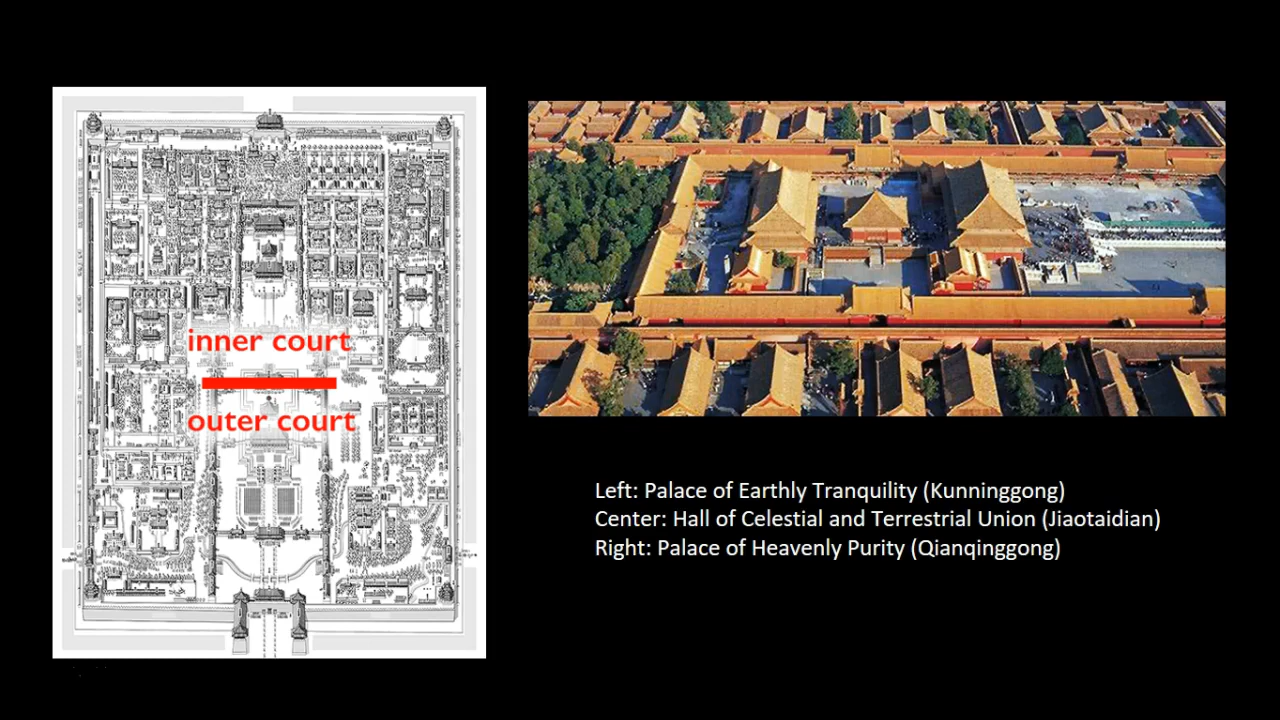 inner court
outer court
Left: Palace of Earthly Tranquility (Kunninggong)
Center: Hall of Celestial and Terrestrial Union (Jiaotaidian)
Right: Palace of Heavenly Purity (Qianqinggong)